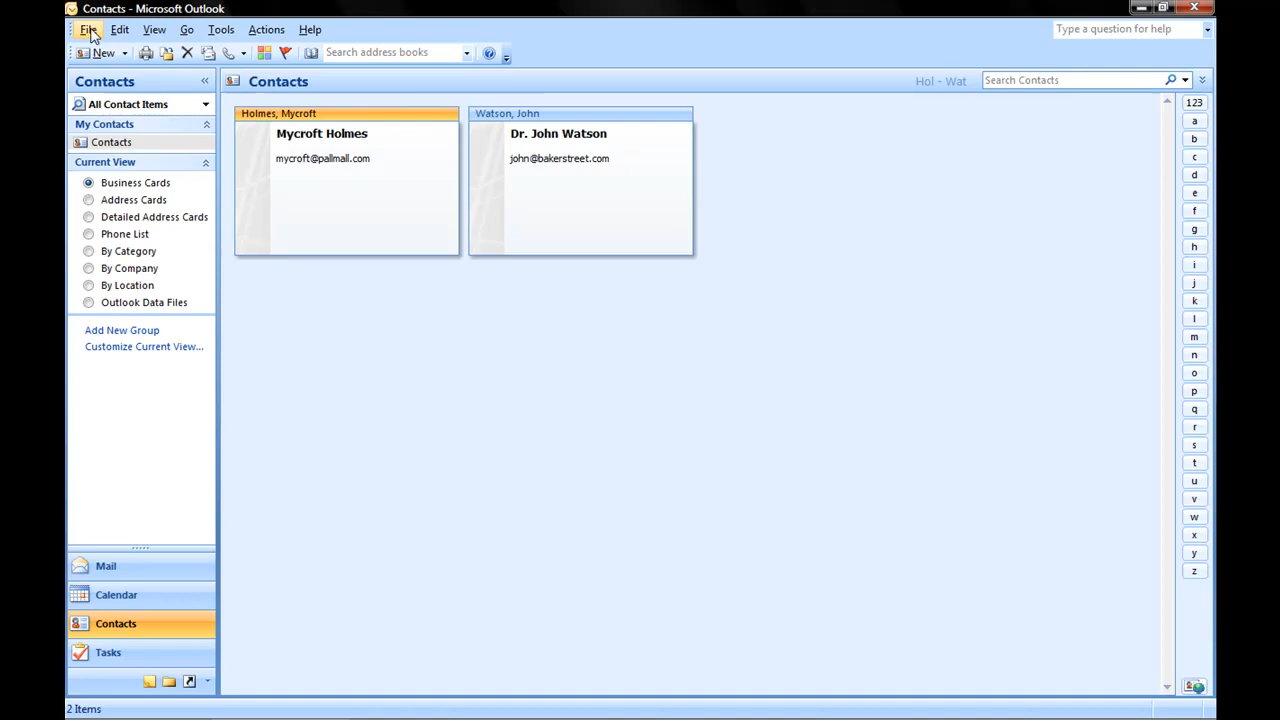 Contacts - Microsoft Outlook
File Edit View Go Tools Actions Help
Type a question for help
New
Search address books
Contacts «
Contacts
Hol - Wat
Search Contacts
All Contact Items
My Contacts
Contacts
Current View
Business Cards
Address Cards
Detailed Address Cards
Phone List
By Category
By Company
By Location
Outlook Data Files
Add New Group
Customize Current View...
Holmes, Mycroft
Mycroft Holmes
mycroft@pallmall.com
Watson, John
Dr. John Watson
john@bakerstreet.com
123
a
b
c
d
e
f
g
h
i
j
k
l
m
n
o
p
q
r
s
t
u
v
w
x
y
z
Mail
Calendar
Contacts
Tasks
2 Items